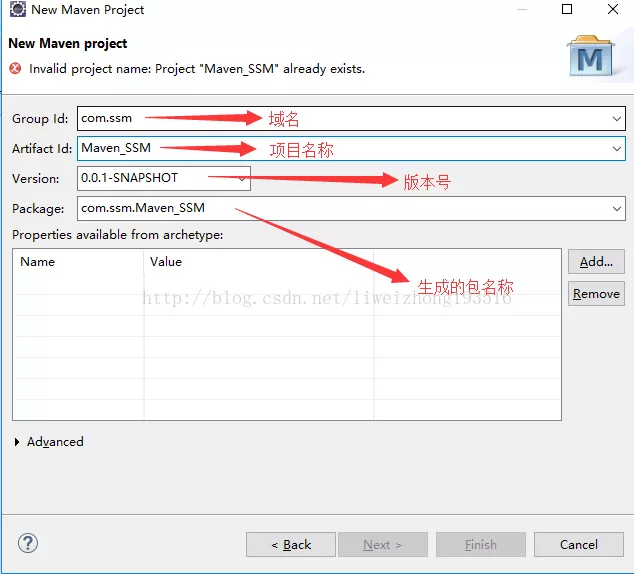 New Maven Project
New Maven project
Invalid project name: Project "Maven_SSM" already exists.
Group Id: com.ssm 域名
Artifact Id: Maven_SSM 项目名称
Version: 0.0.1-SNAPSHOT 版本号
Package: com.ssm.Maven_SSM
Properties available from archetype:
Name Value Add...
生成的包名称
http://blog.csdn.net/liweizhong193516
Remove
Advanced
< Back Next > Finish Cancel